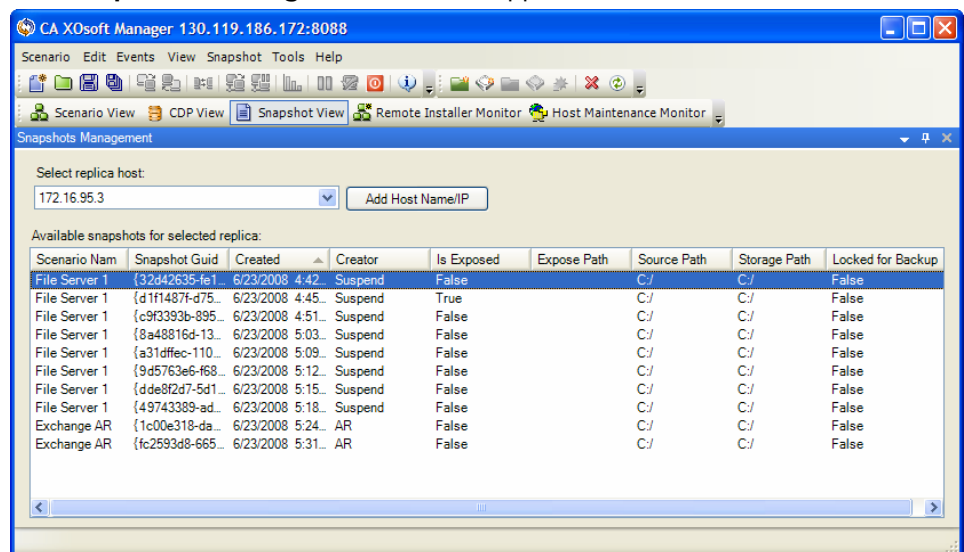 CA XOsoft Manager 130.119.186.172:8088
Scenario Edit Events View Snapshot Tools Help
Scenario View CDP View Snapshot View Remote Installer Monitor Host Maintenance Monitor
Snapshots Management
Select replica host:
172.16.95.3 Add Host Name/IP
Available snapshots for selected replica:
Scenario Nam Snapshot Guid Created Creator Is Exposed Expose Path Source Path Storage Path Locked for Backup
File Server 1 {32d42635-fe1... 6/23/2008 4:42... Suspend False C:/ C:/ False
File Server 1 {d1f1487f-d75... 6/23/2008 4:45... Suspend True C:/ C:/ False
File Server 1 {c9f3393b-895... 6/23/2008 4:51... Suspend False C:/ C:/ False
File Server 1 {8a48816d-13... 6/23/2008 5:03... Suspend False C:/ C:/ False
File Server 1 {a31dffec-110... 6/23/2008 5:09... Suspend False C:/ C:/ False
File Server 1 {9d5763e6-f68... 6/23/2008 5:12... Suspend False C:/ C:/ False
File Server 1 {dde8f2d7-5d1... 6/23/2008 5:15... Suspend False C:/ C:/ False
File Server 1 {49743389-ad... 6/23/2008 5:18... Suspend False C:/ C:/ False
Exchange AR {1c00e318-da... 6/23/2008 5:24... AR False C:/ C:/ False
Exchange AR {fc2593d8-665... 6/23/2008 5:31... AR False C:/ C:/ False